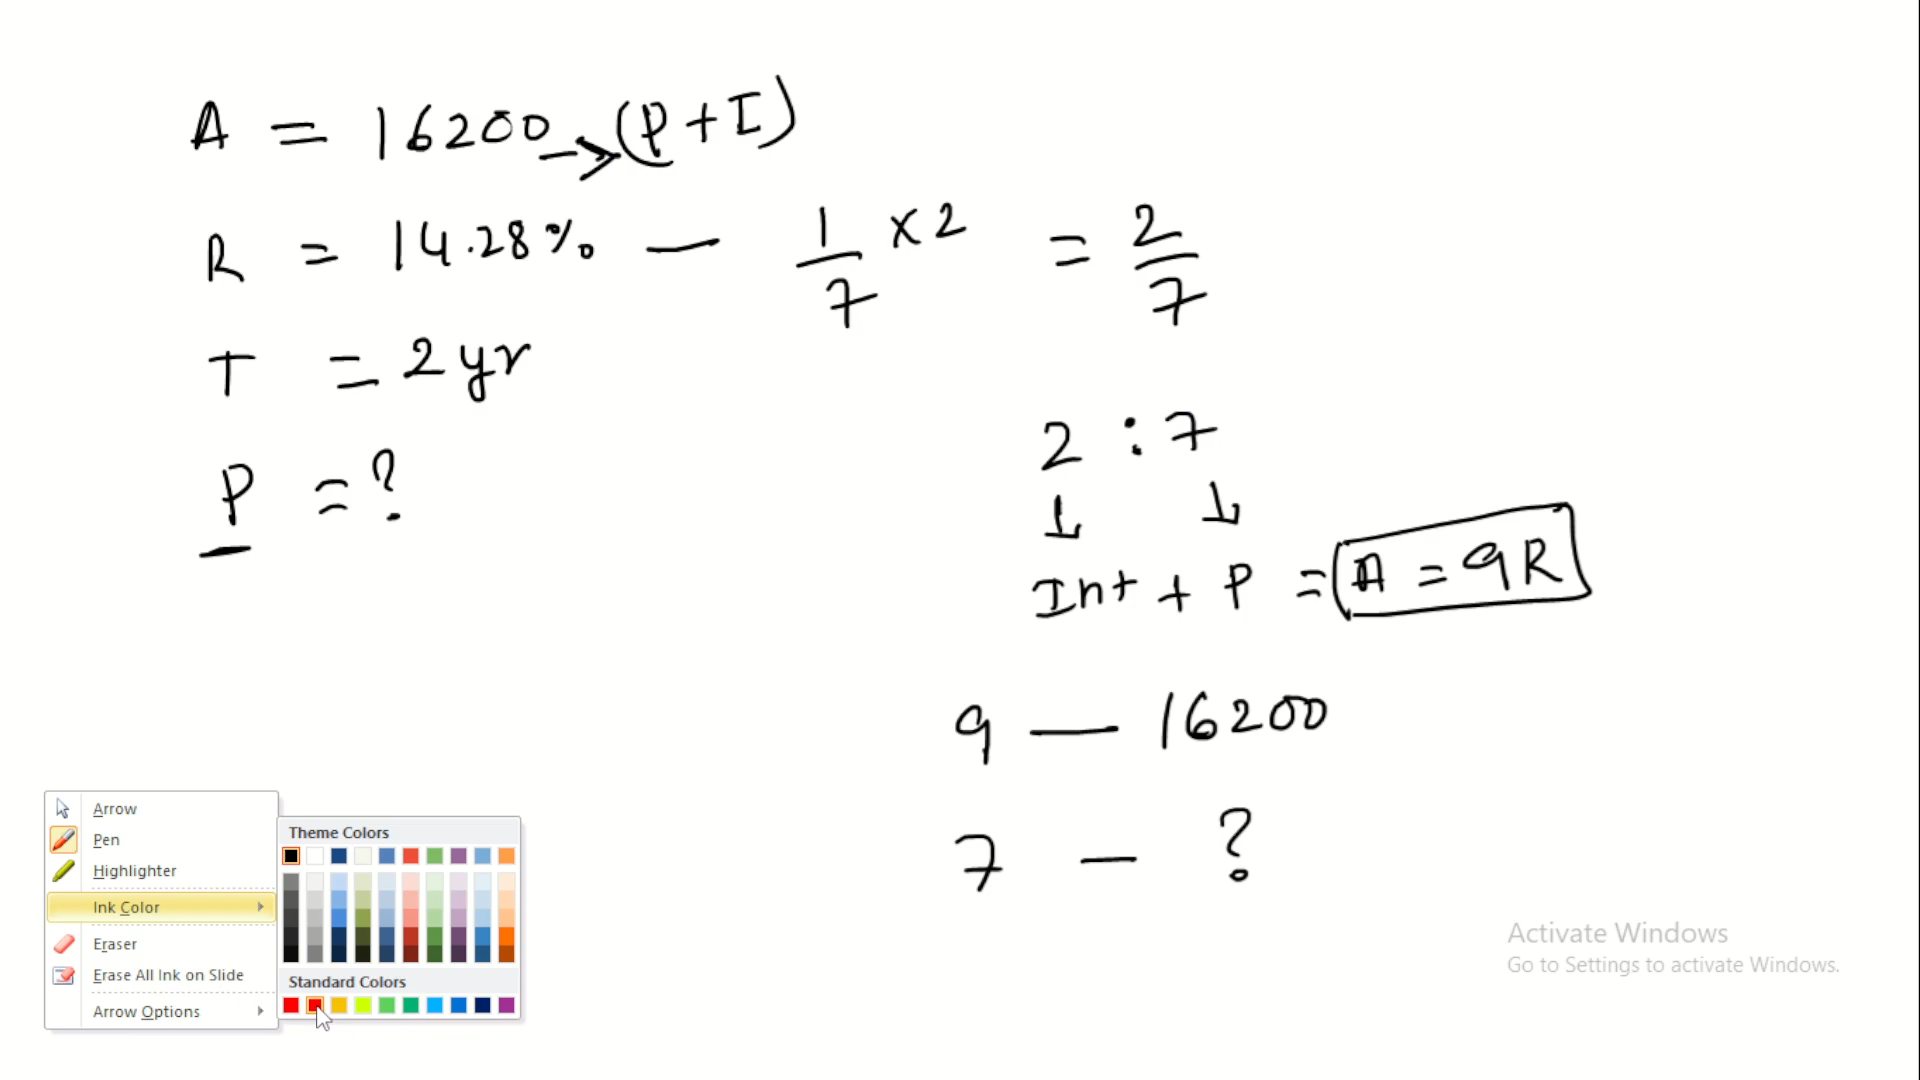 A = 16200 → (P + I)
R = 14.28% — 1/7 × 2 = 2/7
T = 2 yr
P = ?
2 : 7
↓ ↓
Int + P = A = 9R
9 — 16200
7 — ?
Arrow
Pen
Highlighter
Ink Color
Eraser
Erase All Ink on Slide
Arrow Options
Theme Colors
Standard Colors
Activate Windows
Go to Settings to activate Windows.